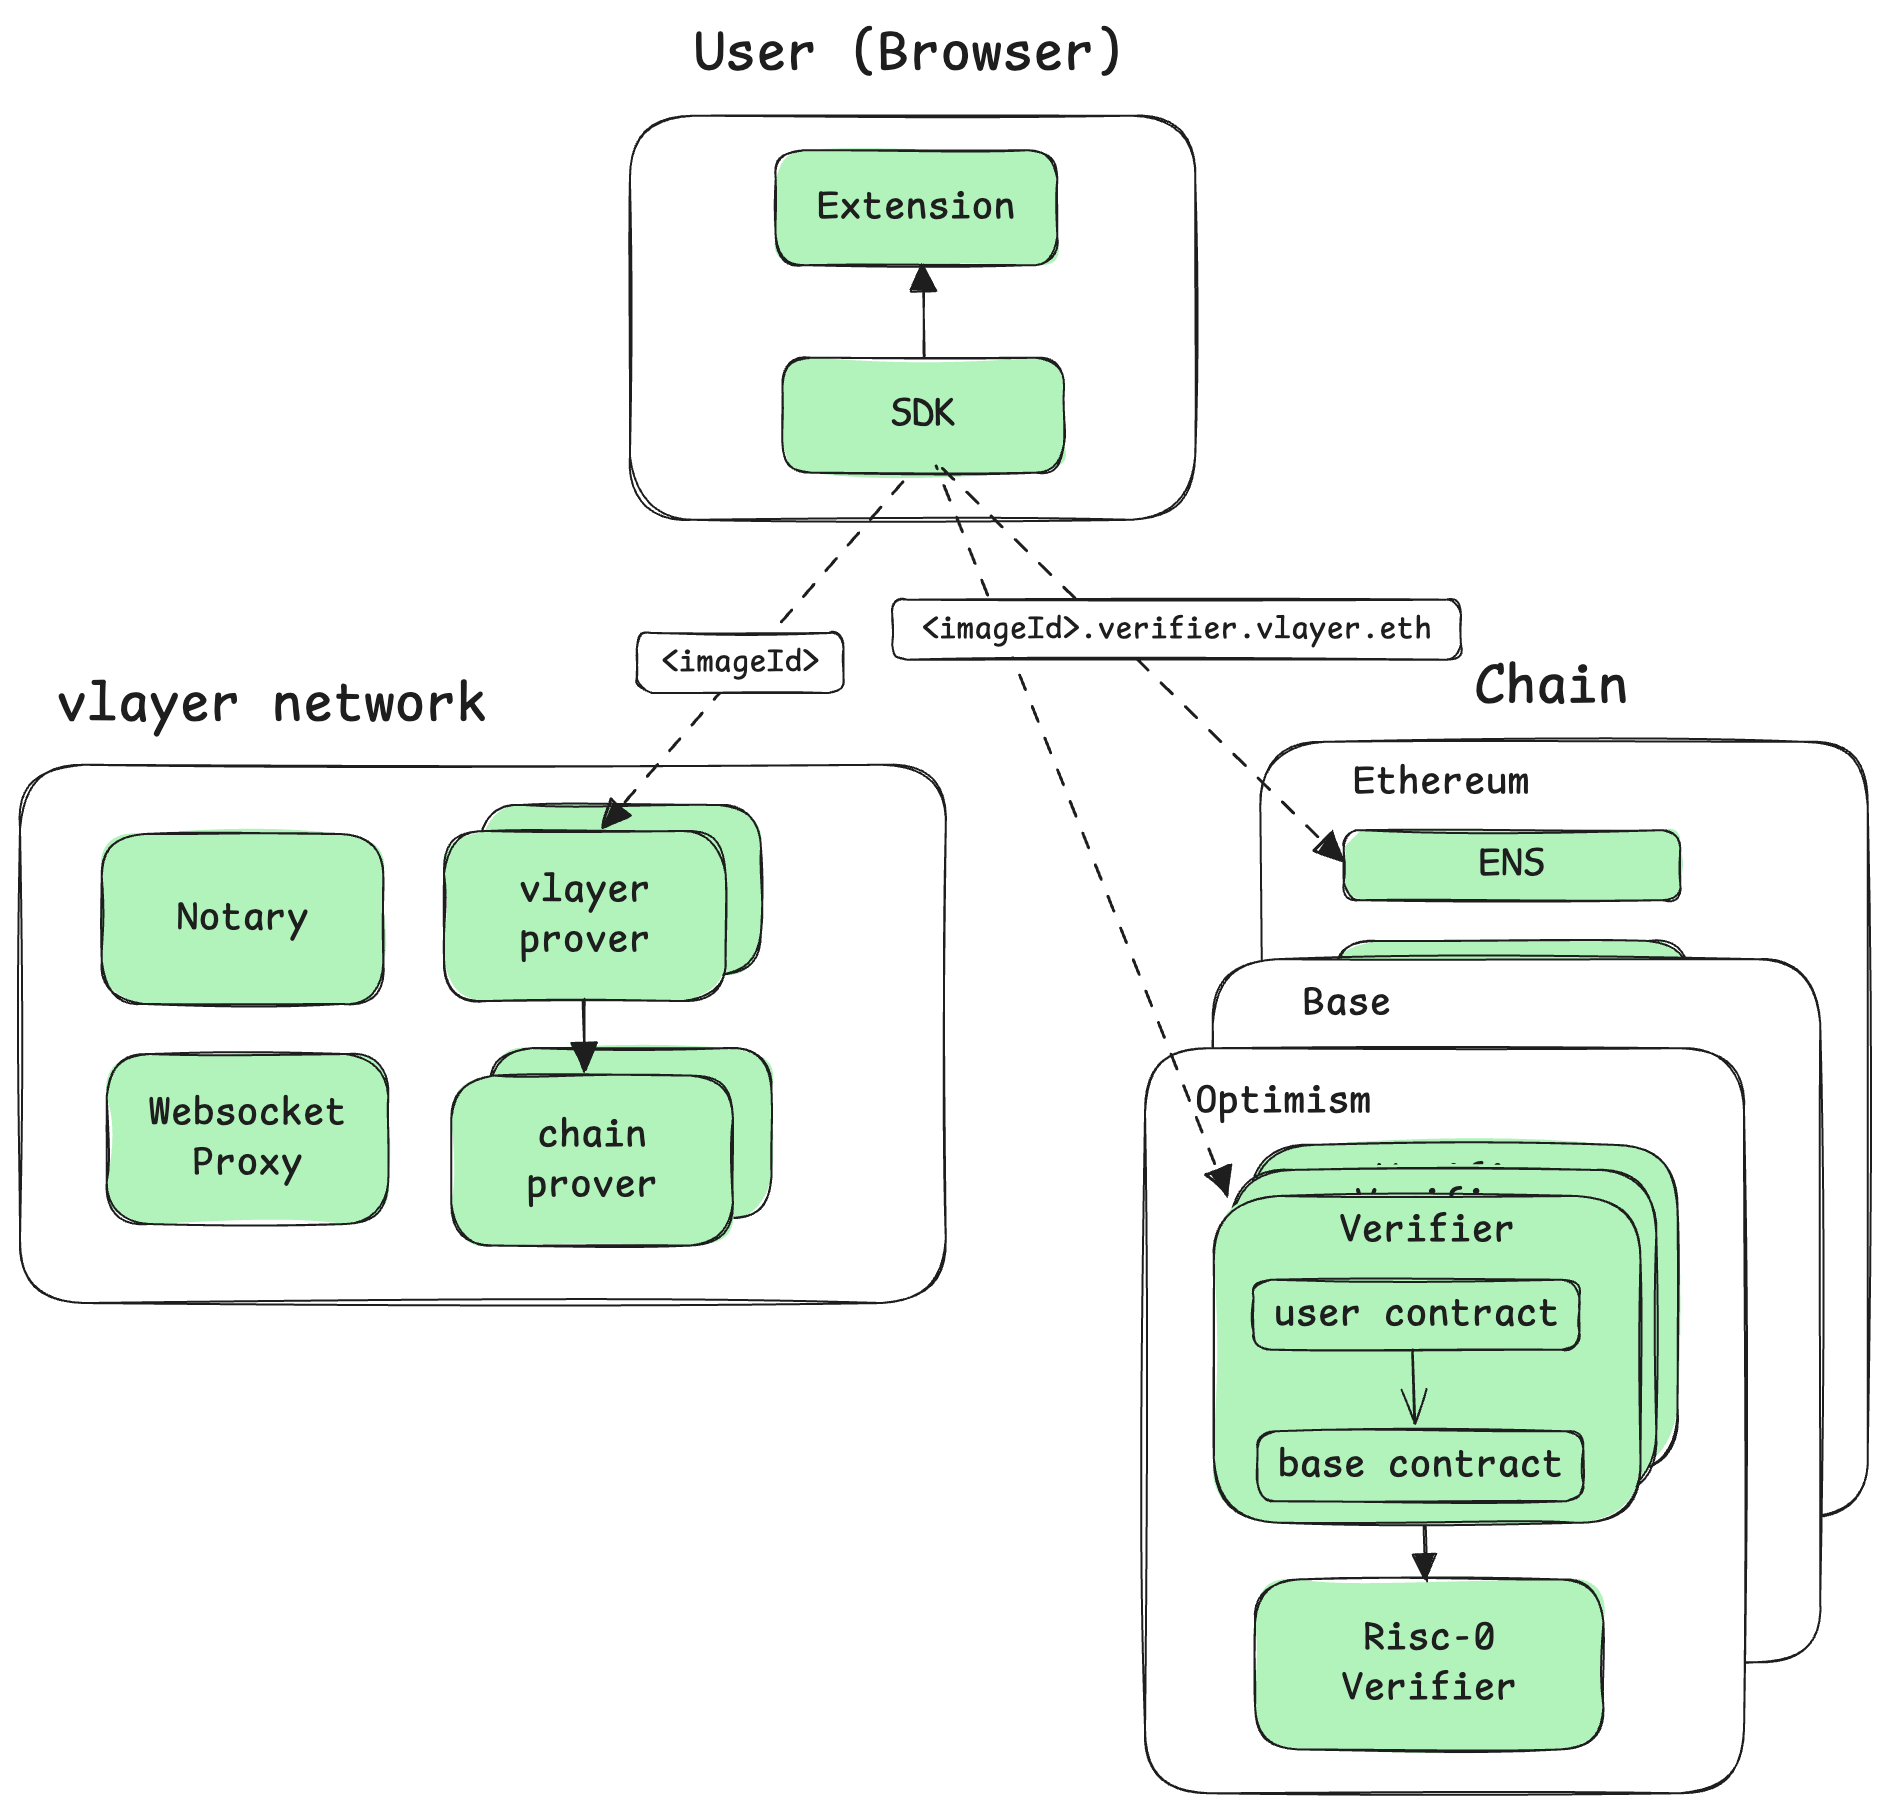 User (Browser)
Extension
SDK
<imageId>
<imageId>.verifier.vlayer.eth
vlayer network
Notary
vlayer
prover
Websocket
Proxy
chain
prover
Chain
Ethereum
ENS
Base
Optimism
Verifier
user contract
base contract
Risc-0
Verifier